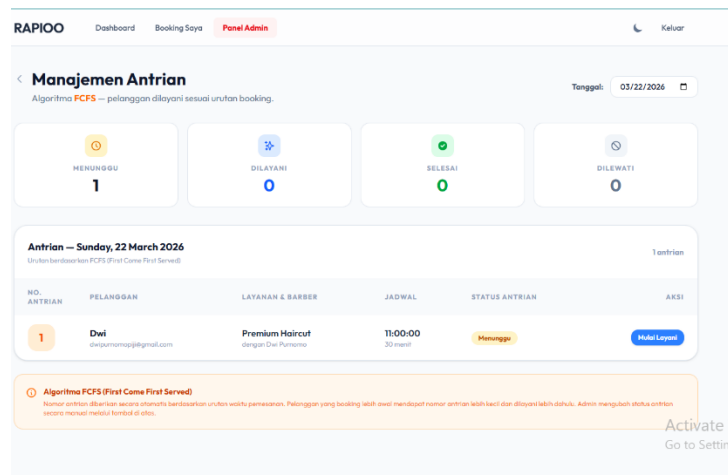 RAPIOO Dashboard Booking Saya Panel Admin Keluar
Manajemen Antrian
Algoritma FCFS — pelanggan dilayani sesuai urutan booking.
Tanggal: 03/22/2026
MENUNGGU DILAYANI SELESAI DILEWATI
1 0 0 0
Antrian — Sunday, 22 March 2026
Urutan berdasarkan FCFS (First Come First Served)
1 antrian
NO. ANTRIAN PELANGGAN LAYANAN & BARBER JADWAL STATUS ANTRIAN AKSI
1 Dwi Premium Haircut 11:00:00 Menunggu Mulai Layani
dengan Dwi Purnomo 30 menit
Algoritma FCFS (First Come First Served)
Nomor antrian diberikan secara otomatis berdasarkan urutan waktu pemesanan. Pelanggan yang booking lebih awal mendapat nomor antrian lebih kecil dan dilayani lebih dahulu. Admin mengubah status antrian
secara manual melalui tombol di atas.
Activate
Go to Settin